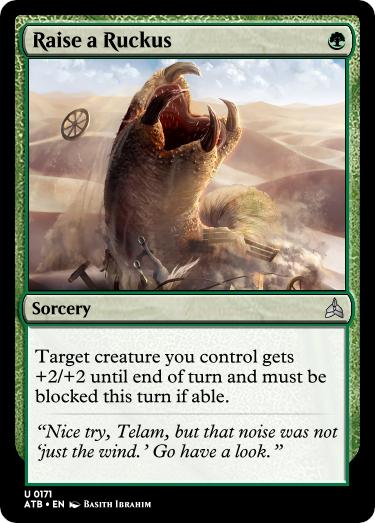 Raise a Ruckus
Sorcery
Target creature you control gets
+2/+2 until end of turn and must be
blocked this turn if able.
“Nice try, Telam, but that noise was not
‘just the wind.’ Go have a look.”
U 0171
ATB • EN Basith Ibrahim